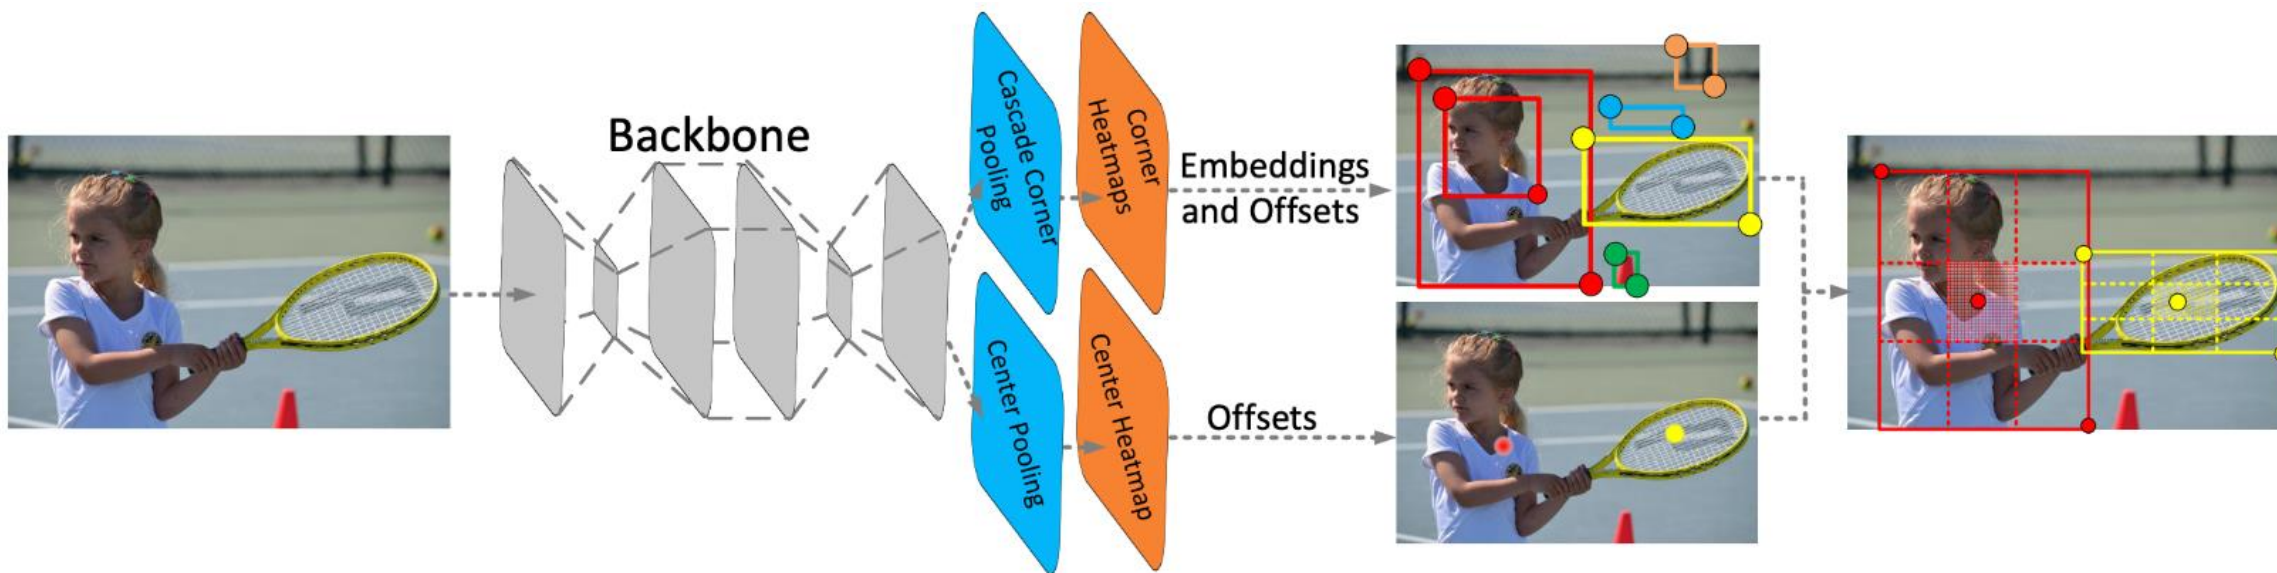 Backbone
Cascade Corner
Pooling
Corner
Heatmaps
Embeddings
and Offsets
Center Pooling
Center Heatmap
Offsets